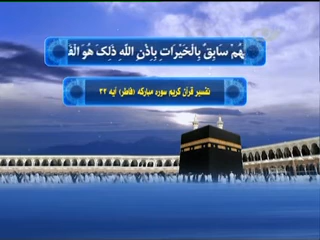 هُمْ سَابِقٌ بِالْخَيْرَاتِ بِإِذْنِ اللَّهِ ذَلِكَ هُوَ الْفَ
تفسیر قرآن کریم سوره مبارکه (فاطر) آیه ۳۲